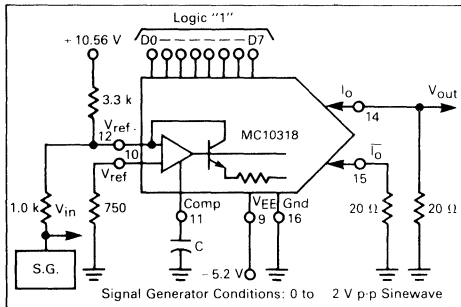 Logic "1"
+ 10.56 V
D0 D7
3.3 k
Vref
12
10
Vref
MC10318
IO
14
Vout
IO
15
1.0 k
Vin
750
Comp
11
VEE
9
Gnd
16
20 Ω
20 Ω
C
S.G.
– 5.2 V
Signal Generator Conditions: 0 to 2 V p-p Sinewave